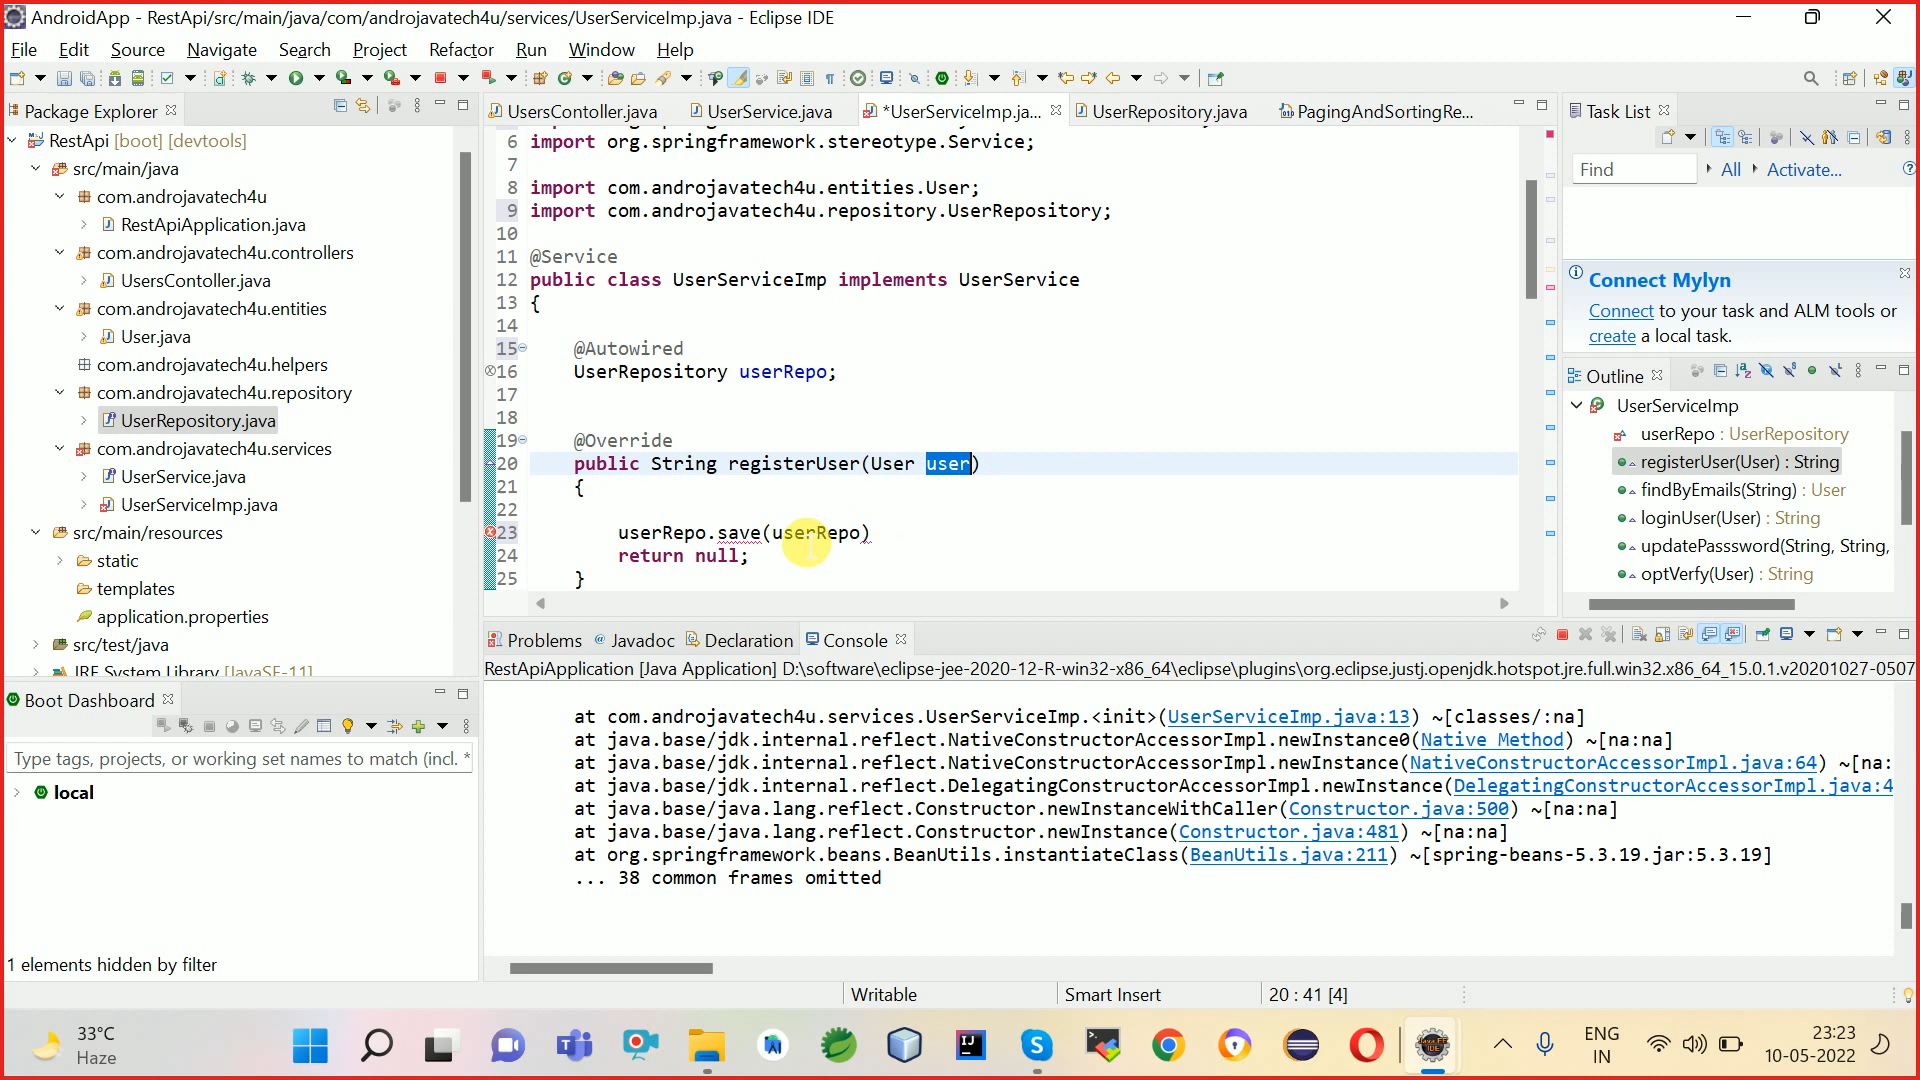 AndroidApp - RestApi/src/main/java/com/androjavatech4u/services/UserServiceImp.java - Eclipse IDE
File Edit Source Navigate Search Project Refactor Run Window Help
Package Explorer
RestApi [boot] [devtools]
src/main/java
com.androjavatech4u
RestApiApplication.java
com.androjavatech4u.controllers
UsersContoller.java
com.androjavatech4u.entities
User.java
com.androjavatech4u.helpers
com.androjavatech4u.repository
UserRepository.java
com.androjavatech4u.services
UserService.java
UserServiceImp.java
src/main/resources
static
templates
application.properties
src/test/java
JRE System Library [JavaSE-11]
Boot Dashboard
Type tags, projects, or working set names to match (incl. *
local
1 elements hidden by filter
UsersContoller.java UserService.java *UserServiceImp.ja... UserRepository.java PagingAndSortingRe...
6 import org.springframework.stereotype.Service;
7
8 import com.androjavatech4u.entities.User;
9 import com.androjavatech4u.repository.UserRepository;
10
11 @Service
12 public class UserServiceImp implements UserService
13 {
14
15 @Autowired
16 UserRepository userRepo;
17
18
19 @Override
20 public String registerUser(User user)
21 {
22
23 userRepo.save(userRepo)
24 return null;
25 }
Problems Javadoc Declaration Console
RestApiApplication [Java Application] D:\software\eclipse-jee-2020-12-R-win32-x86_64\eclipse\plugins\org.eclipse.justj.openjdk.hotspot.jre.full.win32.x86_64_15.0.1.v20201027-0507
at com.androjavatech4u.services.UserServiceImp.<init>(UserServiceImp.java:13) ~[classes/:na]
at java.base/jdk.internal.reflect.NativeConstructorAccessorImpl.newInstance0(Native Method) ~[na:na]
at java.base/jdk.internal.reflect.NativeConstructorAccessorImpl.newInstance(NativeConstructorAccessorImpl.java:64) ~[na:
at java.base/jdk.internal.reflect.DelegatingConstructorAccessorImpl.newInstance(DelegatingConstructorAccessorImpl.java:4
at java.base/java.lang.reflect.Constructor.newInstanceWithCaller(Constructor.java:500) ~[na:na]
at java.base/java.lang.reflect.Constructor.newInstance(Constructor.java:481) ~[na:na]
at org.springframework.beans.BeanUtils.instantiateClass(BeanUtils.java:211) ~[spring-beans-5.3.19.jar:5.3.19]
... 38 common frames omitted
Task List
Find All Activate...
Connect Mylyn
Connect to your task and ALM tools or
create a local task.
Outline
UserServiceImp
userRepo : UserRepository
registerUser(User) : String
findByEmails(String) : User
loginUser(User) : String
updatePasssword(String, String,
optVerfy(User) : String
Writable Smart Insert 20 : 41 [4]
33°C
Haze
ENG
IN
23:23
10-05-2022